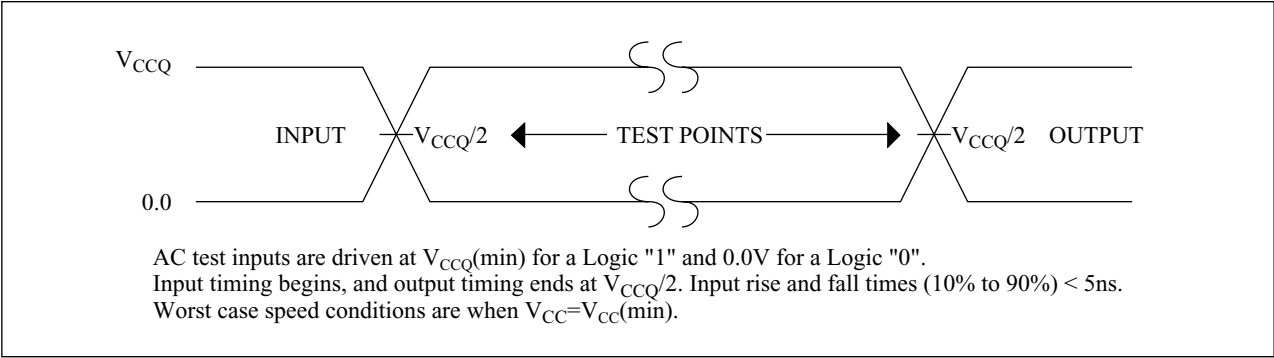 VCCQ
INPUT VCCQ/2 TEST POINTS VCCQ/2 OUTPUT
0.0
AC test inputs are driven at VCCQ(min) for a Logic "1" and 0.0V for a Logic "0".
Input timing begins, and output timing ends at VCCQ/2. Input rise and fall times (10% to 90%) < 5ns.
Worst case speed conditions are when VCC=VCC(min).